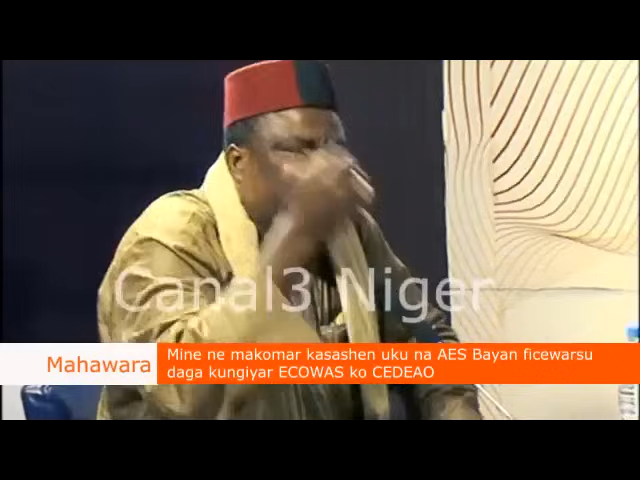 Canal3 Niger
Mahawara
Mine ne makomar kasashen uku na AES Bayan ficewarsu
daga kungiyar ECOWAS ko CEDEAO